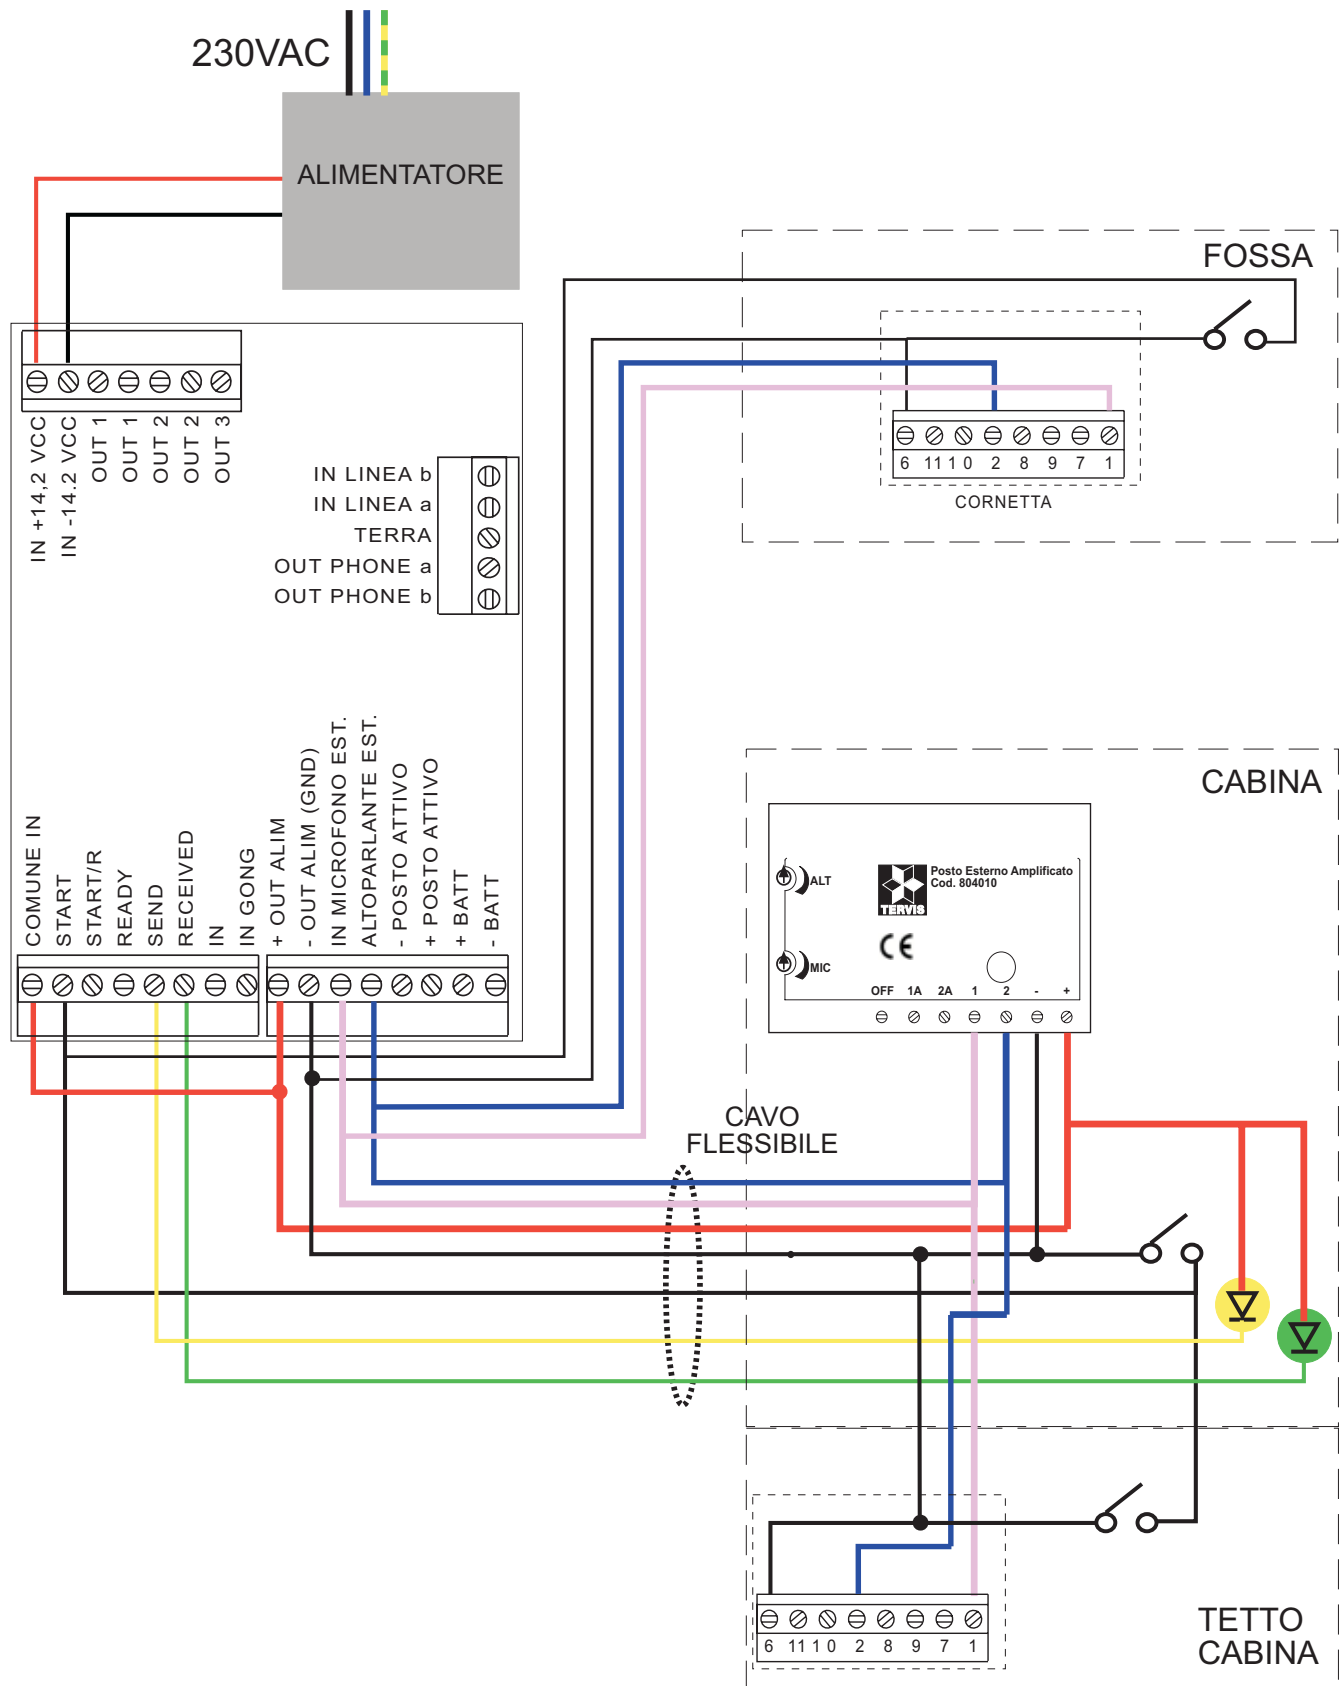 230VAC
ALIMENTATORE
FOSSA
IN +14,2 VCC
IN -14.2 VCC
OUT 1
OUT 1
OUT 2
OUT 2
OUT 3
6 11 1 0 2 8 9 7 1
CORNETTA
IN LINEA b
IN LINEA a
TERRA
OUT PHONE a
OUT PHONE b
COMUNE IN
START
START/R
READY
SEND
RECEIVED
IN
IN GONG
+ OUT ALIM
- OUT ALIM (GND)
IN MICROFONO EST.
ALTOPARLANTE EST.
- POSTO ATTIVO
+ POSTO ATTIVO
+ BATT
- BATT
CABINA
ALT
TERVIS
Posto Esterno Amplificato
Cod. 804010
CE
MIC
OFF 1A 2A 1 2 - +
CAVO
FLESSIBILE
6 11 1 0 2 8 9 7 1
TETTO
CABINA